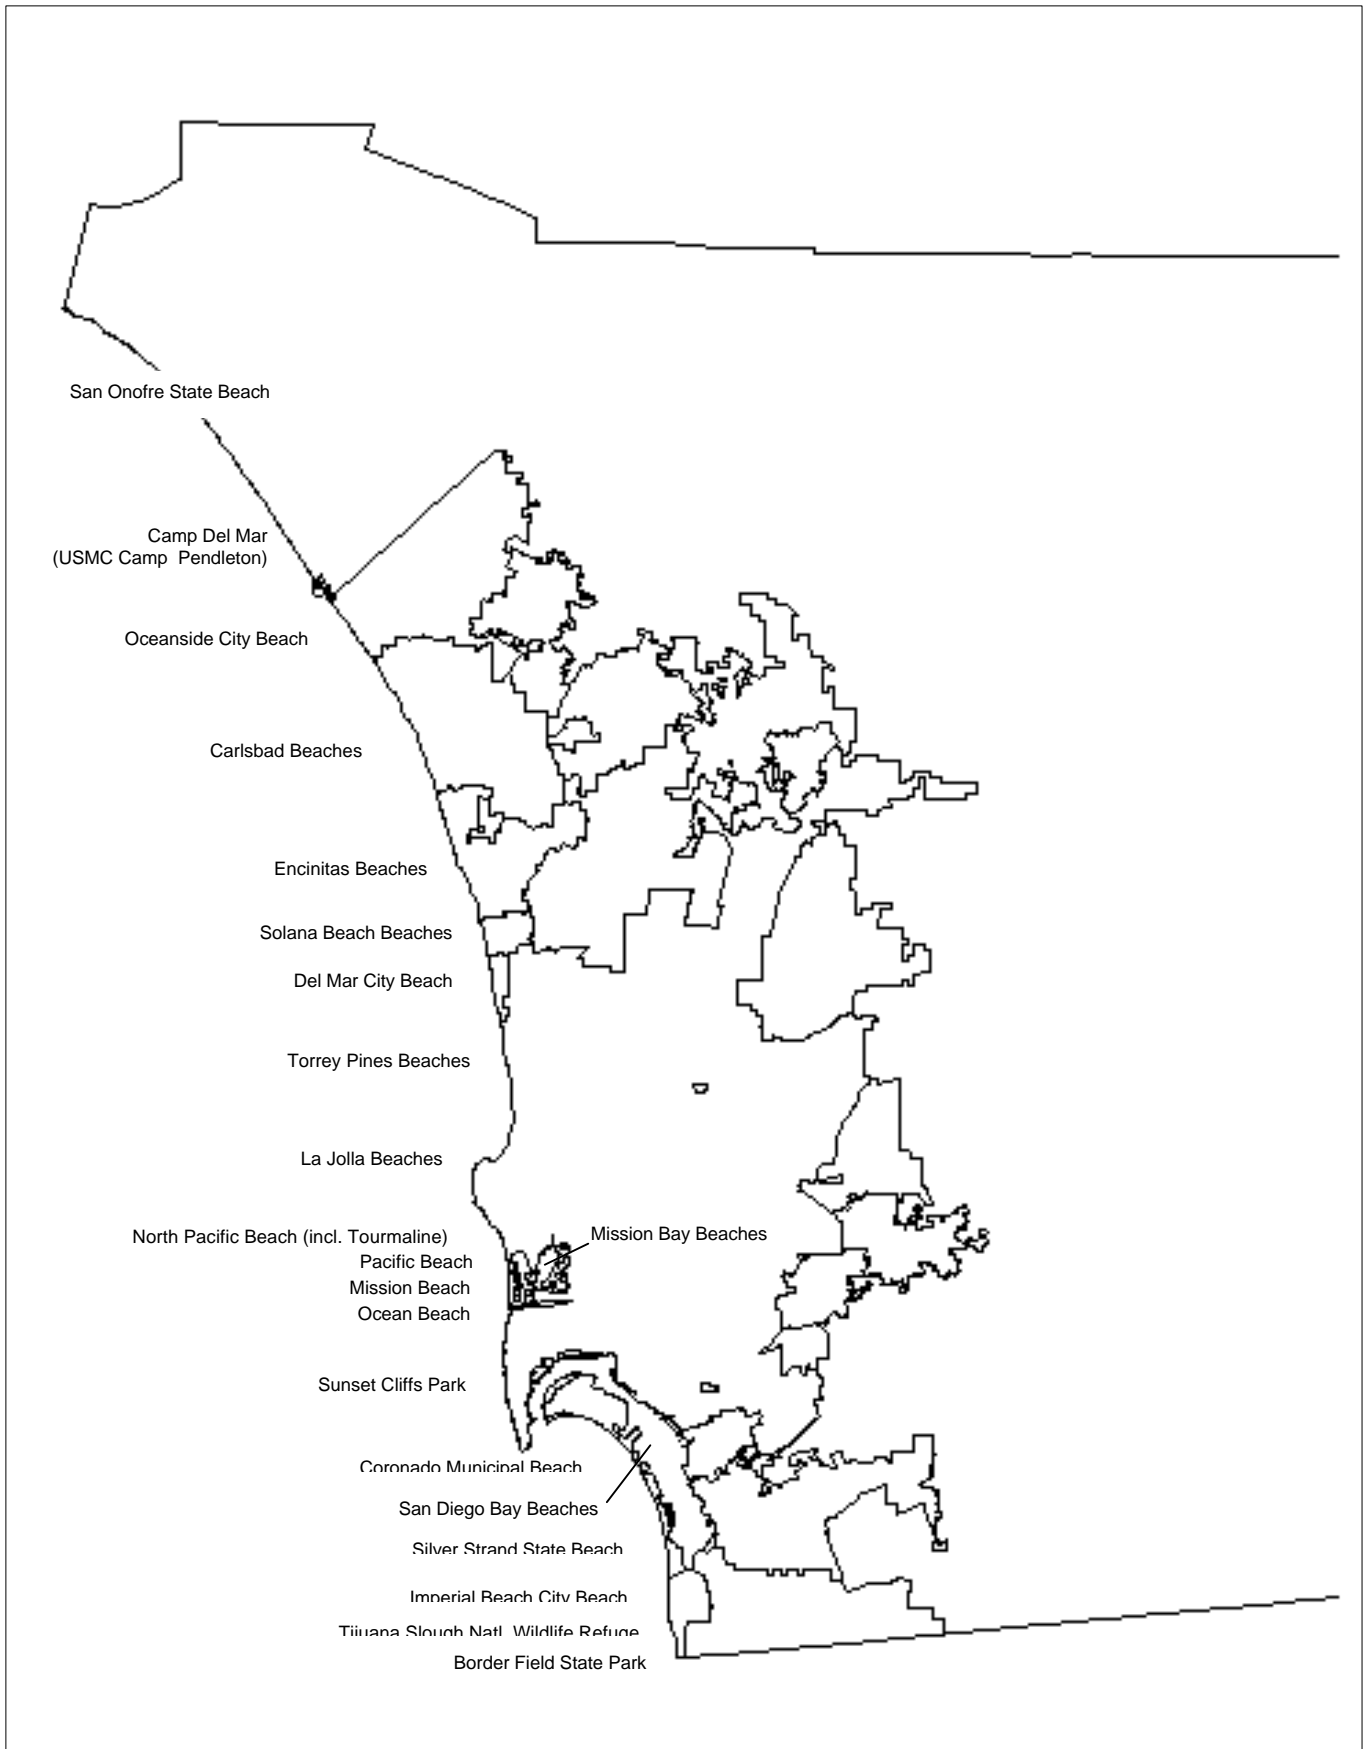 San Onofre State Beach
Camp Del Mar
(USMC Camp Pendleton)
Oceanside City Beach
Carlsbad Beaches
Encinitas Beaches
Solana Beach Beaches
Del Mar City Beach
Torrey Pines Beaches
La Jolla Beaches
North Pacific Beach (incl. Tourmaline)
Mission Bay Beaches
Pacific Beach
Mission Beach
Ocean Beach
Sunset Cliffs Park
Coronado Municipal Beach
San Diego Bay Beaches
Silver Strand State Beach
Imperial Beach City Beach
Tijuana Slough Natl. Wildlife Refuge
Border Field State Park